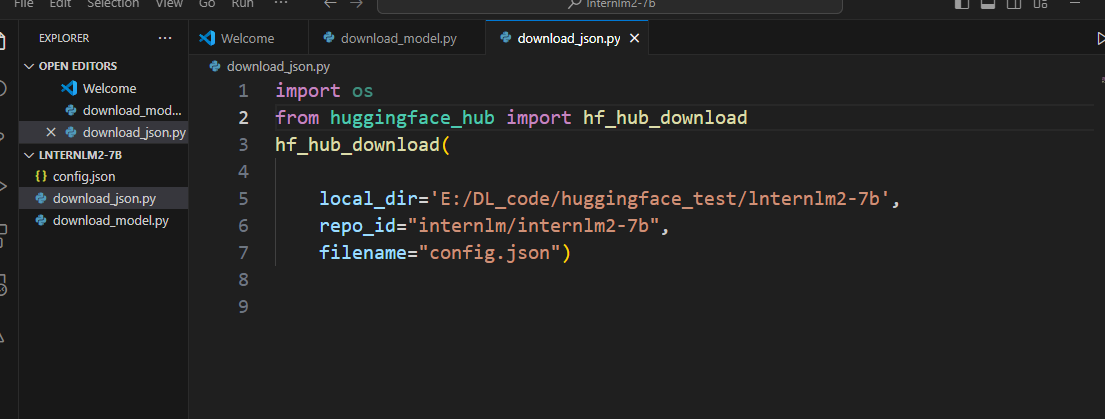 File Edit Selection View Go Run ··· lnternlm2-7b
EXPLORER ···
Welcome
download_model.py
download_json.py
OPEN EDITORS
Welcome
download_mod...
download_json.py
LNTERNLM2-7B
{} config.json
download_json.py
download_model.py
download_json.py
1 import os
2 from huggingface_hub import hf_hub_download
3 hf_hub_download(
4
5 local_dir='E:/DL_code/huggingface_test/lnternlm2-7b',
6 repo_id="internlm/internlm2-7b",
7 filename="config.json")
8
9